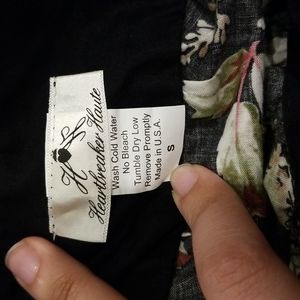 H H
Heartbreaker Haute
Wash Cold Water
No Bleach
Tumble Dry Low
Remove Promptly
Made in U.S.A.
S